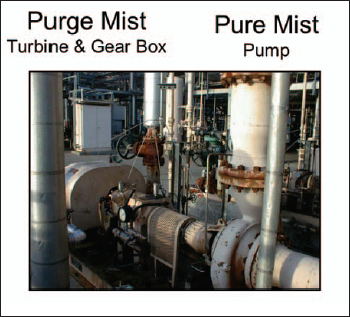 Purge Mist
Turbine & Gear Box
Pure Mist
Pump